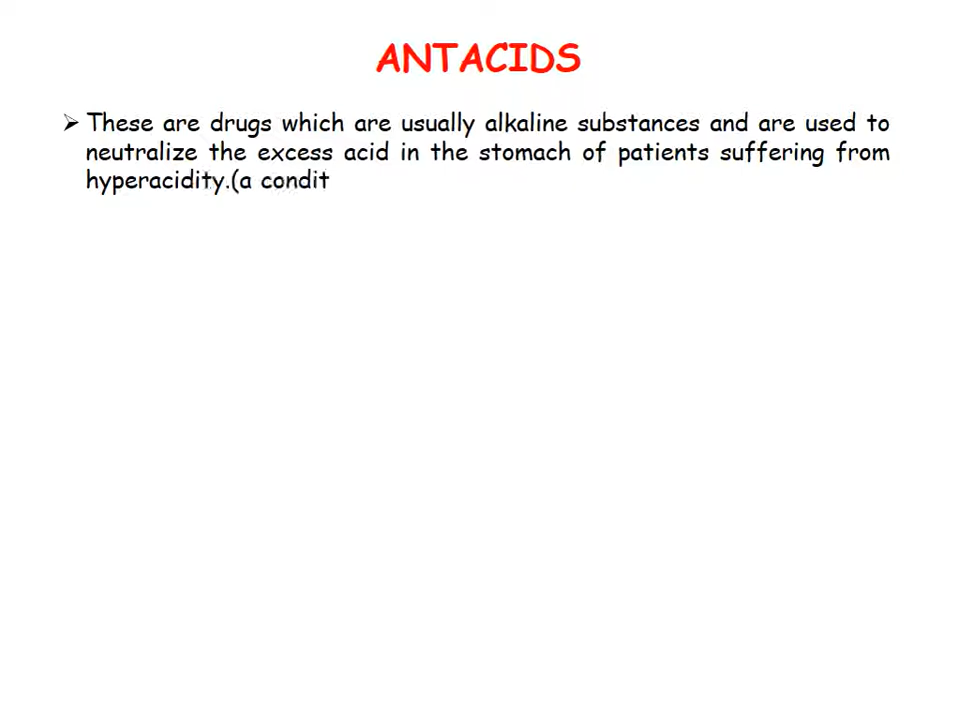 ANTACIDS
➢ These are drugs which are usually alkaline substances and are used to
neutralize the excess acid in the stomach of patients suffering from
hyperacidity.(a condit